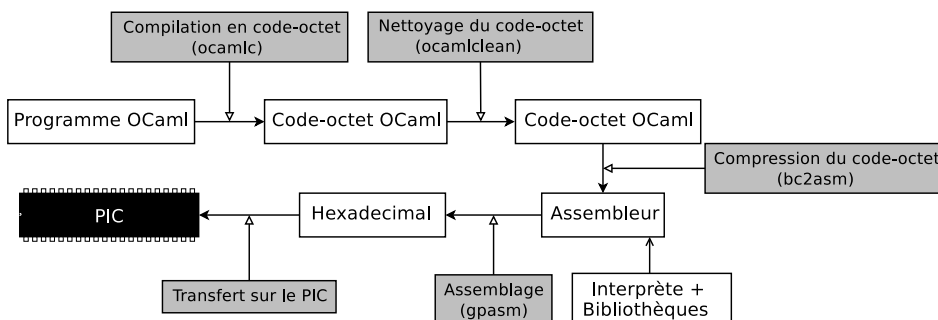 Compilation en code-octet
(ocamlc)
Nettoyage du code-octet
(ocamlclean)
Programme OCaml
Code-octet OCaml
Code-octet OCaml
Compression du code-octet
(bc2asm)
PIC
Hexadecimal
Assembleur
Transfert sur le PIC
Assemblage
(gpasm)
Interprète +
Bibliothèques